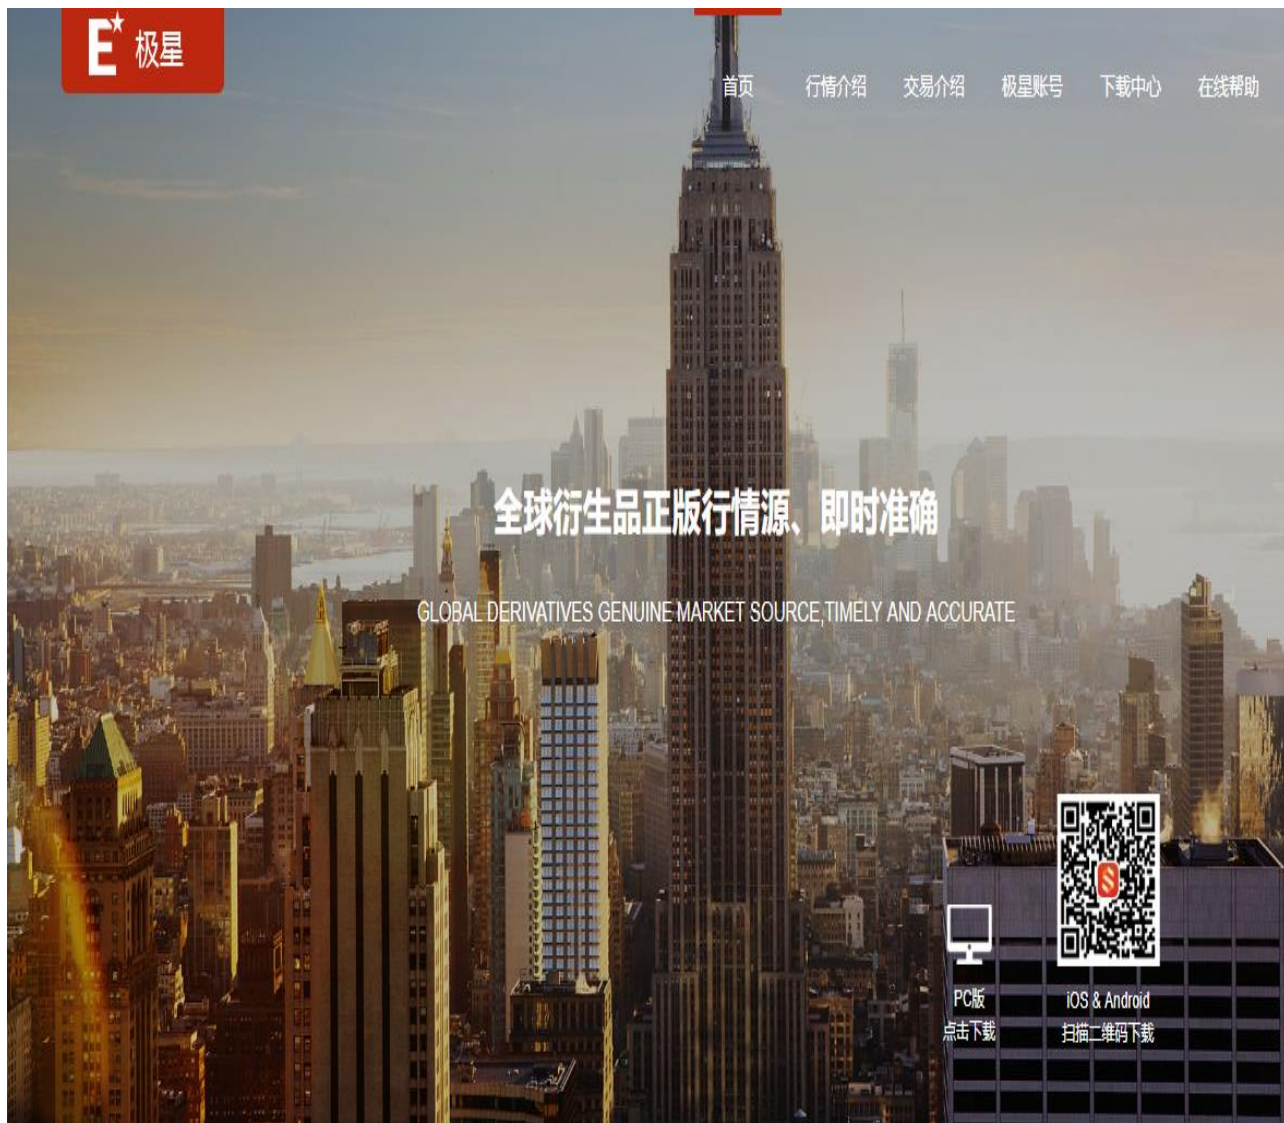 E 极星
首页 行情介绍 交易介绍 极星账号 下载中心 在线帮助
全球衍生品正版行情源、即时准确
GLOBAL DERIVATIVES GENUINE MARKET SOURCE,TIMELY AND ACCURATE
PC版
点击下载
iOS & Android
扫描二维码下载